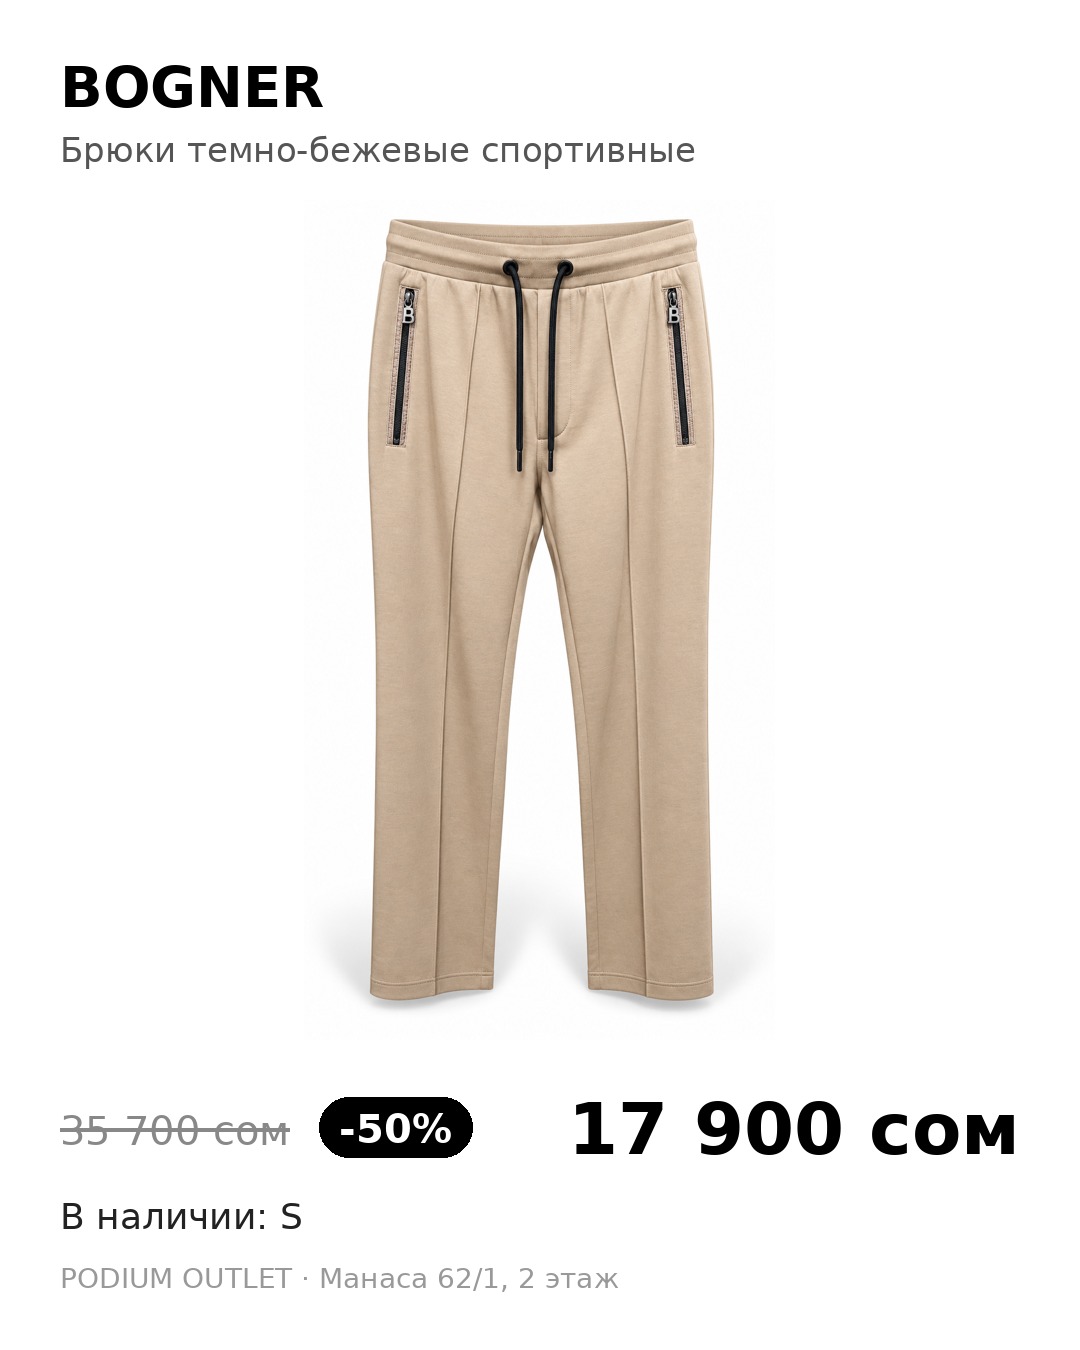 BOGNER
Брюки темно-бежевые спортивные
B B
35 700 сом -50% 17 900 сом
В наличии: S
PODIUM OUTLET · Манаса 62/1, 2 этаж